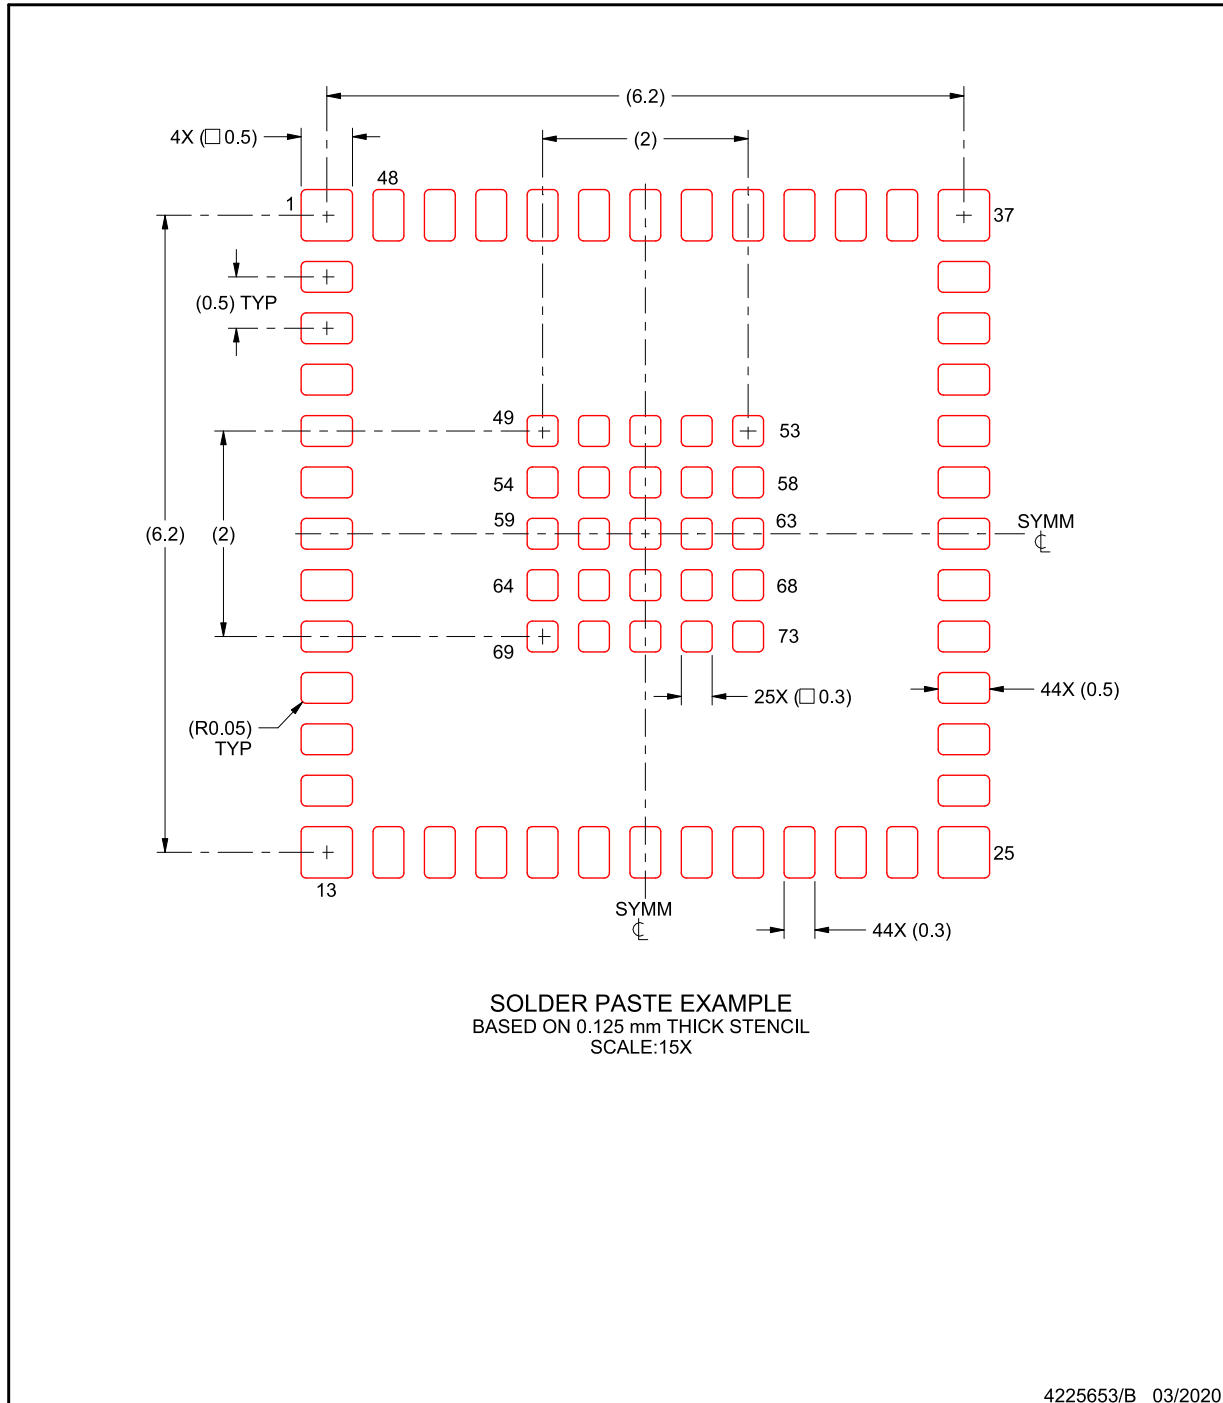 (6.2)
4X (□ 0.5)
(2)
48
1
37
(0.5) TYP
49
53
54
58
59
63
SYMM
℄
(6.2)
(2)
64
68
69
73
25X (□ 0.3)
44X (0.5)
(R0.05)
TYP
13
25
SYMM
℄
44X (0.3)
SOLDER PASTE EXAMPLE
BASED ON 0.125 mm THICK STENCIL
SCALE:15X
4225653/B 03/2020